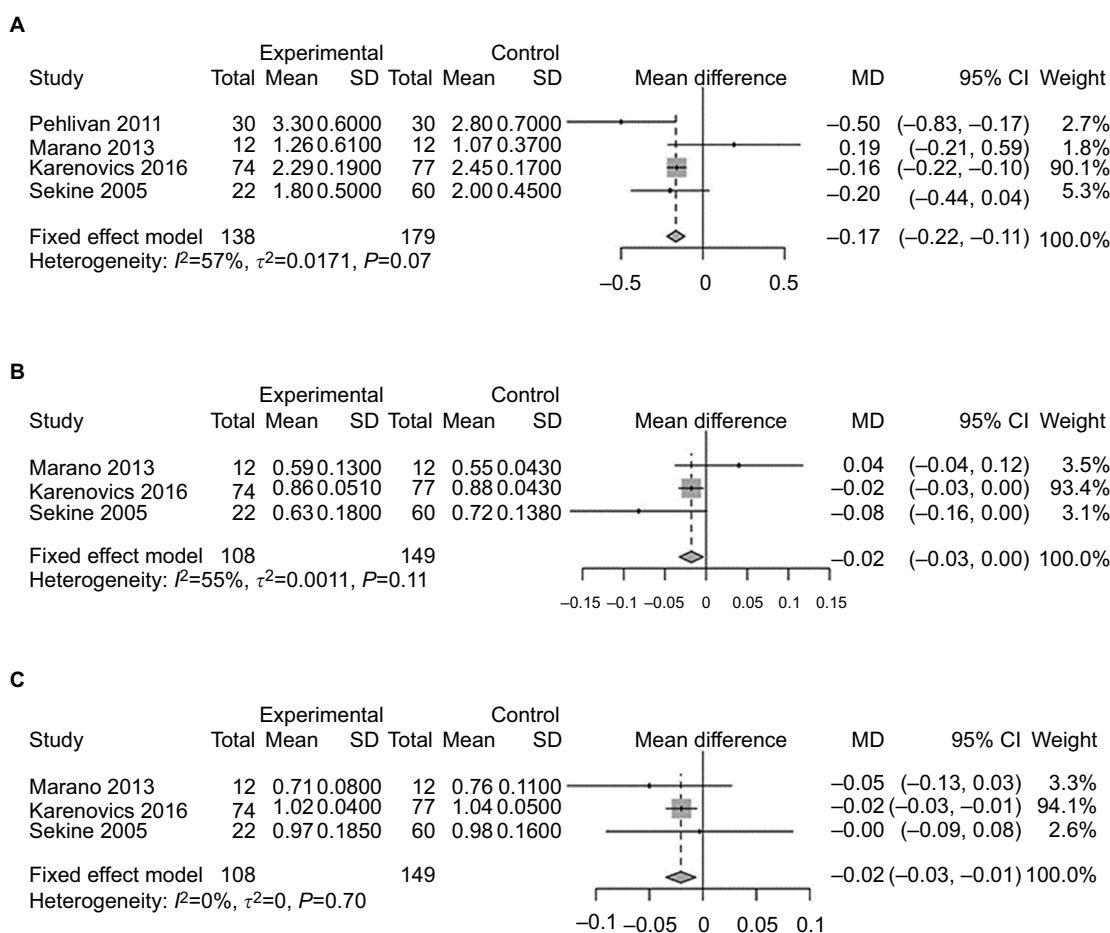 A
Experimental Control
Study Total Mean SD Total Mean SD Mean difference MD 95% CI Weight
Pehlivan 2011 30 3.30 0.6000 30 2.80 0.7000 –0.50 (–0.83, –0.17) 2.7%
Marano 2013 12 1.26 0.6100 12 1.07 0.3700 0.19 (–0.21, 0.59) 1.8%
Karenovics 2016 74 2.29 0.1900 77 2.45 0.1700 –0.16 (–0.22, –0.10) 90.1%
Sekine 2005 22 1.80 0.5000 60 2.00 0.4500 –0.20 (–0.44, 0.04) 5.3%
Fixed effect model 138 179 –0.17 (–0.22, –0.11) 100.0%
Heterogeneity: I²=57%, τ²=0.0171, P=0.07
–0.5 0 0.5
B
Experimental Control
Study Total Mean SD Total Mean SD Mean difference MD 95% CI Weight
Marano 2013 12 0.59 0.1300 12 0.55 0.0430 0.04 (–0.04, 0.12) 3.5%
Karenovics 2016 74 0.86 0.0510 77 0.88 0.0430 –0.02 (–0.03, 0.00) 93.4%
Sekine 2005 22 0.63 0.1800 60 0.72 0.1380 –0.08 (–0.16, 0.00) 3.1%
Fixed effect model 108 149 –0.02 (–0.03, 0.00) 100.0%
Heterogeneity: I²=55%, τ²=0.0011, P=0.11
–0.15 –0.1 –0.05 0 0.05 0.1 0.15
C
Experimental Control
Study Total Mean SD Total Mean SD Mean difference MD 95% CI Weight
Marano 2013 12 0.71 0.0800 12 0.76 0.1100 –0.05 (–0.13, 0.03) 3.3%
Karenovics 2016 74 1.02 0.0400 77 1.04 0.0500 –0.02 (–0.03, –0.01) 94.1%
Sekine 2005 22 0.97 0.1850 60 0.98 0.1600 –0.00 (–0.09, 0.08) 2.6%
Fixed effect model 108 149 –0.02 (–0.03, –0.01) 100.0%
Heterogeneity: I²=0%, τ²=0, P=0.70
–0.1 –0.05 0 0.05 0.1